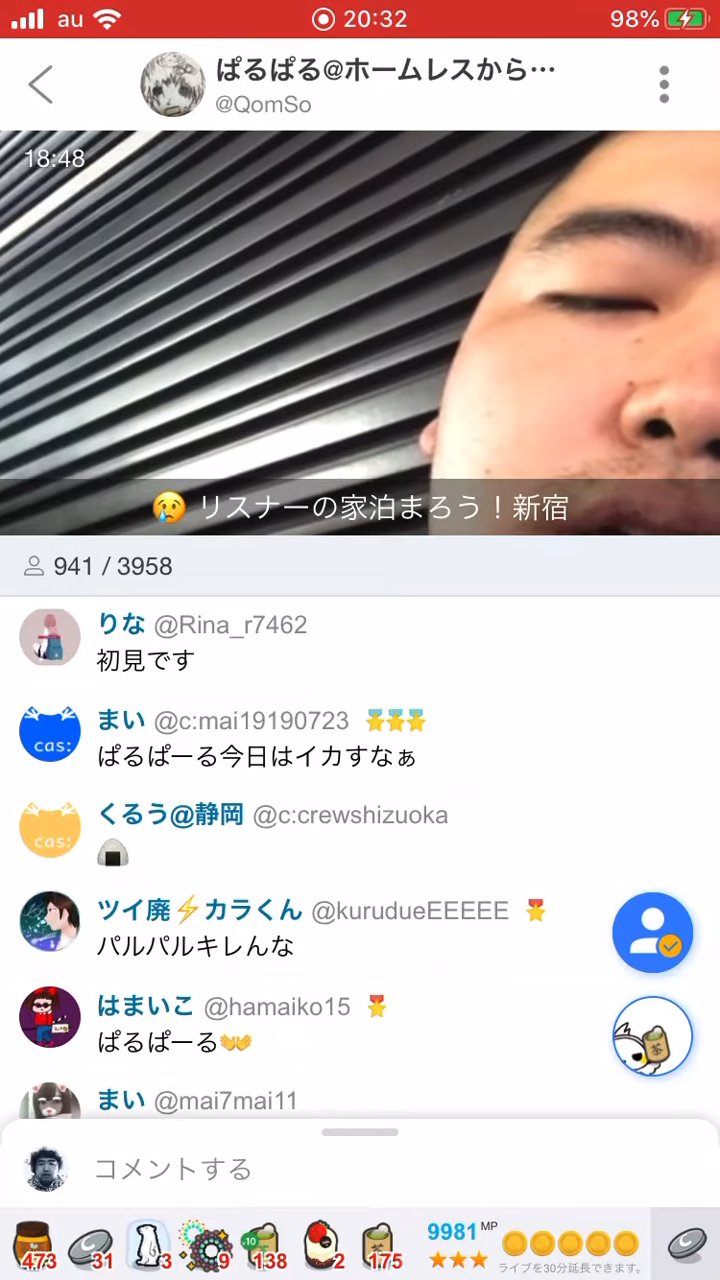 au 20:32 98%
ぱるぱる@ホームレスから…
@QomSo
18:48
😢 リスナーの家泊まろう！新宿
941 / 3958
りな @Rina_r7462
初見です
まい @c:mai19190723
cas:
ぱるぱーる今日はイカすなぁ
くるう@静岡 @c:crewshizuoka
cas:
🍙
ツイ廃⚡カラくん @kurudueEEEEE
パルパルキレんな
はまいこ @hamaiko15
ぱるぱーる👐
茶
まい @mai7mai11
コメントする
473 31 3 9 10 138 2 茶 175 9981 MP
ライブを30分延長できます。